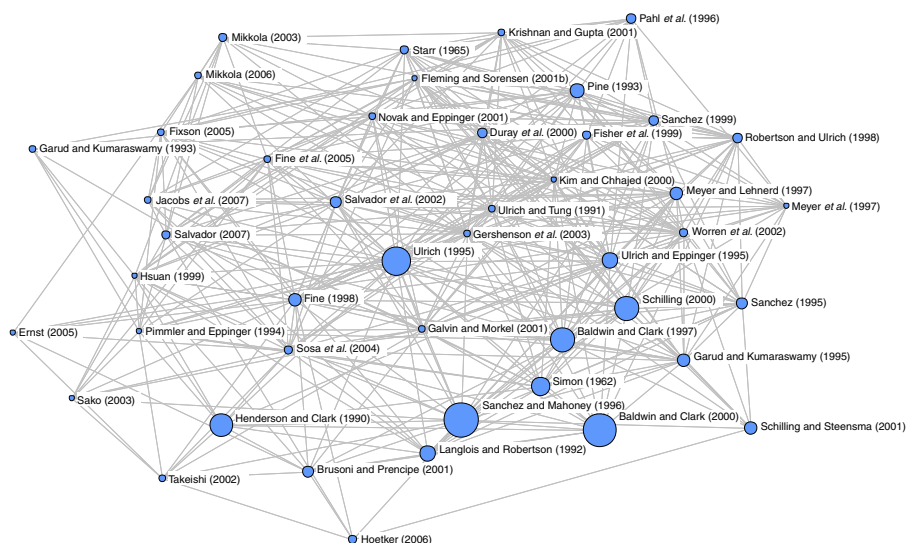 Pahl et al. (1996)
Krishnan and Gupta (2001)
Mikkola (2003)
Starr (1965)
Mikkola (2006)
Fleming and Sorensen (2001b)
Pine (1993)
Novak and Eppinger (2001)
Sanchez (1999)
Fixson (2005)
Duray et al. (2000)
Fisher et al. (1999)
Robertson and Ulrich (1998)
Garud and Kumaraswamy (1993)
Fine et al. (2005)
Kim and Chhajed (2000)
Meyer and Lehnerd (1997)
Jacobs et al. (2007)
Salvador et al. (2002)
Ulrich and Tung (1991)
Meyer et al. (1997)
Salvador (2007)
Gershenson et al. (2003)
Worren et al. (2002)
Ulrich (1995)
Ulrich and Eppinger (1995)
Hsuan (1999)
Fine (1998)
Schilling (2000)
Sanchez (1995)
Ernst (2005)
Pimmler and Eppinger (1994)
Galvin and Morkel (2001)
Baldwin and Clark (1997)
Sosa et al. (2004)
Garud and Kumaraswamy (1995)
Simon (1962)
Sako (2003)
Sanchez and Mahoney (1996)
Henderson and Clark (1990)
Baldwin and Clark (2000)
Schilling and Steensma (2001)
Langlois and Robertson (1992)
Brusoni and Prencipe (2001)
Takeishi (2002)
Hoetker (2006)